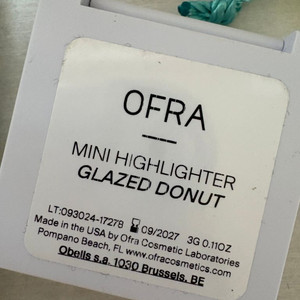 OFRA
MINI HIGHLIGHTER
GLAZED DONUT
LT:093024-17278 09/2027 3G 0.11OZ
Made in the USA by Ofra Cosmetic Laboratories
Pompano Beach, FL www.ofracosmetics.com
Obelis s.a. 1030 Brussels, BE